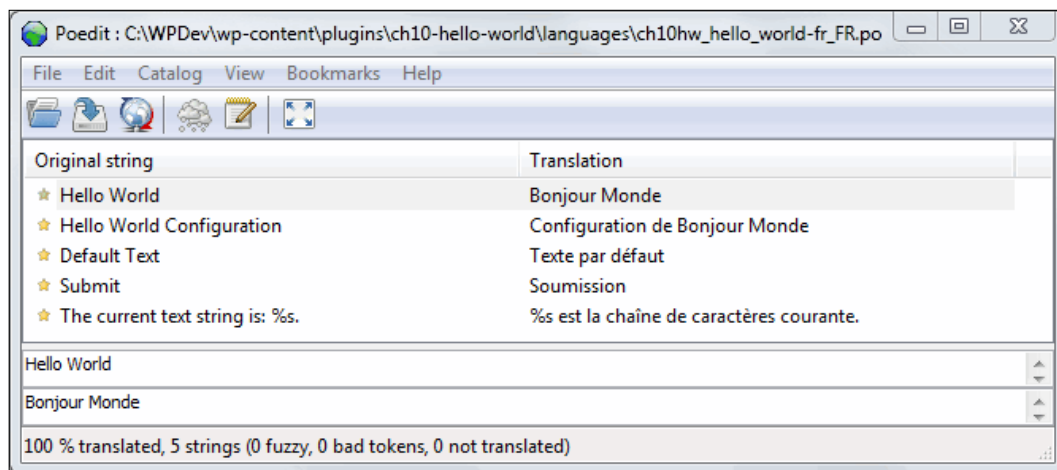 Poedit : C:\WPDev\wp-content\plugins\ch10-hello-world\languages\ch10hw_hello_world-fr_FR.po
File Edit Catalog View Bookmarks Help
Original string Translation
Hello World Bonjour Monde
Hello World Configuration Configuration de Bonjour Monde
Default Text Texte par défaut
Submit Soumission
The current text string is: %s. %s est la chaîne de caractères courante.
Hello World
Bonjour Monde
100 % translated, 5 strings (0 fuzzy, 0 bad tokens, 0 not translated)